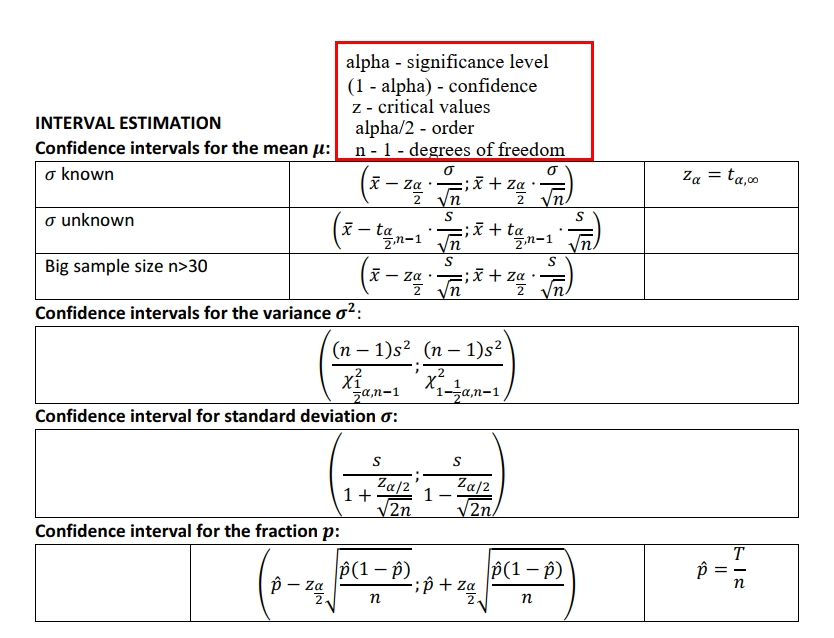 alpha - significance level
(1 - alpha) - confidence
z - critical values
alpha/2 - order
n - 1 - degrees of freedom
INTERVAL ESTIMATION
Confidence intervals for the mean μ:
σ known (x̄ − z_{α/2} · σ/√n ; x̄ + z_{α/2} · σ/√n) z_α = t_{α,∞}
σ unknown (x̄ − t_{α/2,n−1} · s/√n ; x̄ + t_{α/2,n−1} · s/√n)
Big sample size n>30 (x̄ − z_{α/2} · s/√n ; x̄ + z_{α/2} · s/√n)
Confidence intervals for the variance σ²:
((n − 1)s²/χ²_{½α,n−1} ; (n − 1)s²/χ²_{1−½α,n−1})
Confidence interval for standard deviation σ:
(s/(1 + z_{α/2}/√2n) ; s/(1 − z_{α/2}/√2n))
Confidence interval for the fraction p:
(p̂ − z_{α/2}√(p̂(1 − p̂)/n) ; p̂ + z_{α/2}√(p̂(1 − p̂)/n)) p̂ = T/n